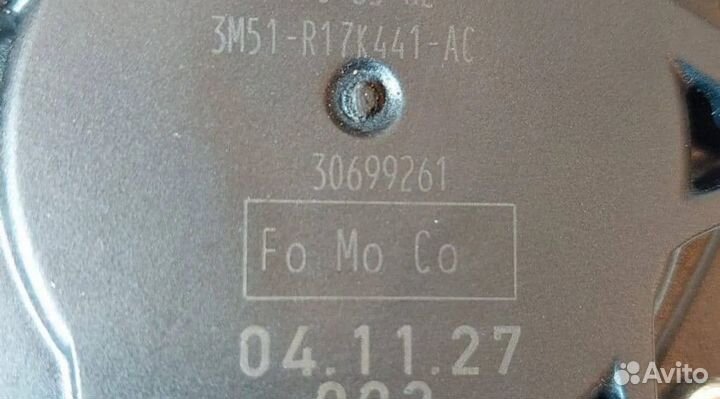 3M51-R17K441-AC
30699261
Fo Mo Co
04.11.27
Avito